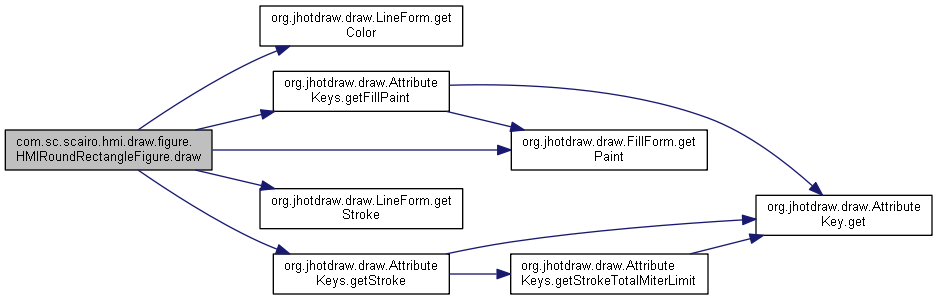 org.jhotdraw.draw.LineForm.get
Color
org.jhotdraw.draw.Attribute
Keys.getFillPaint
com.sc.scairo.hmi.draw.figure.
HMIRoundRectangleFigure.draw
org.jhotdraw.draw.FillForm.get
Paint
org.jhotdraw.draw.LineForm.get
Stroke
org.jhotdraw.draw.Attribute
Key.get
org.jhotdraw.draw.Attribute
Keys.getStroke
org.jhotdraw.draw.Attribute
Keys.getStrokeTotalMiterLimit